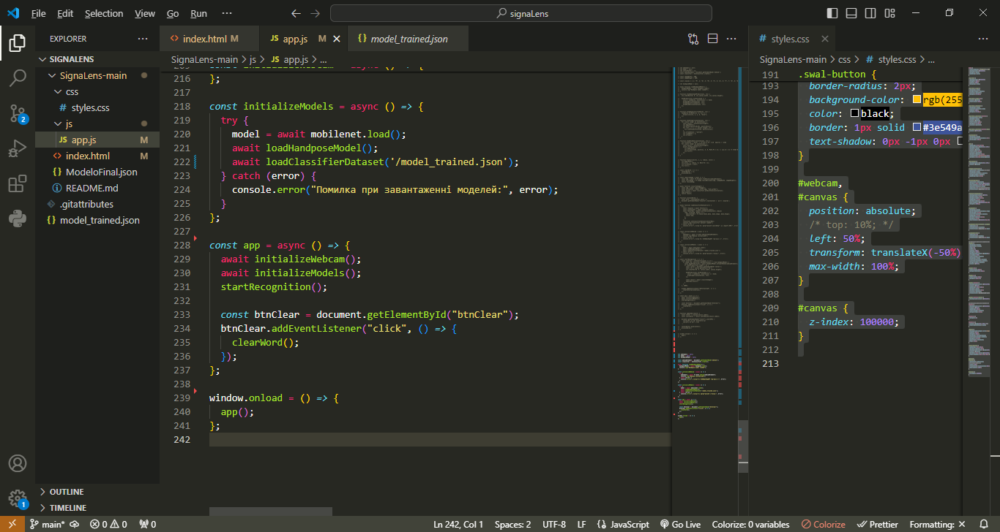 File Edit Selection View Go Run ···
signaLens
EXPLORER
SIGNALENS
SignaLens-main
css
# styles.css
js
JS app.js M
<> index.html M
{} ModeloFinal.json
README.md
.gitattributes
{} model_trained.json
OUTLINE
TIMELINE
2
1
<> index.html M
JS app.js M
{} model_trained.json
SignaLens-main > js > JS app.js > ...
216 };
217
218 const initializeModels = async () => {
219 try {
220 model = await mobilenet.load();
221 await loadHandposeModel();
222 await loadClassifierDataset('/model_trained.json');
223 } catch (error) {
224 console.error("Помилка при завантаженні моделей:", error);
225 }
226 };
227
228 const app = async () => {
229 await initializeWebcam();
230 await initializeModels();
231 startRecognition();
232
233 const btnClear = document.getElementById("btnClear");
234 btnClear.addEventListener("click", () => {
235 clearWord();
236 });
237 };
238
239 window.onload = () => {
240 app();
241 };
242
# styles.css
SignaLens-main > css > # styles.css > ...
191 .swal-button {
193 border-radius: 2px;
194 background-color: rgb(255
195 color: black;
196 border: 1px solid #3e549a
197 text-shadow: 0px -1px 0px
198 }
199
200 #webcam,
201 #canvas {
202 position: absolute;
203 /* top: 10%; */
204 left: 50%;
205 transform: translateX(-50%)
206 max-width: 100%;
207 }
208
209 #canvas {
210 z-index: 100000;
211 }
212
213
main* 0 0 0 Ln 242, Col 1 Spaces: 2 UTF-8 LF {} JavaScript Go Live Colorize: 0 variables Colorize Prettier Formatting: ×